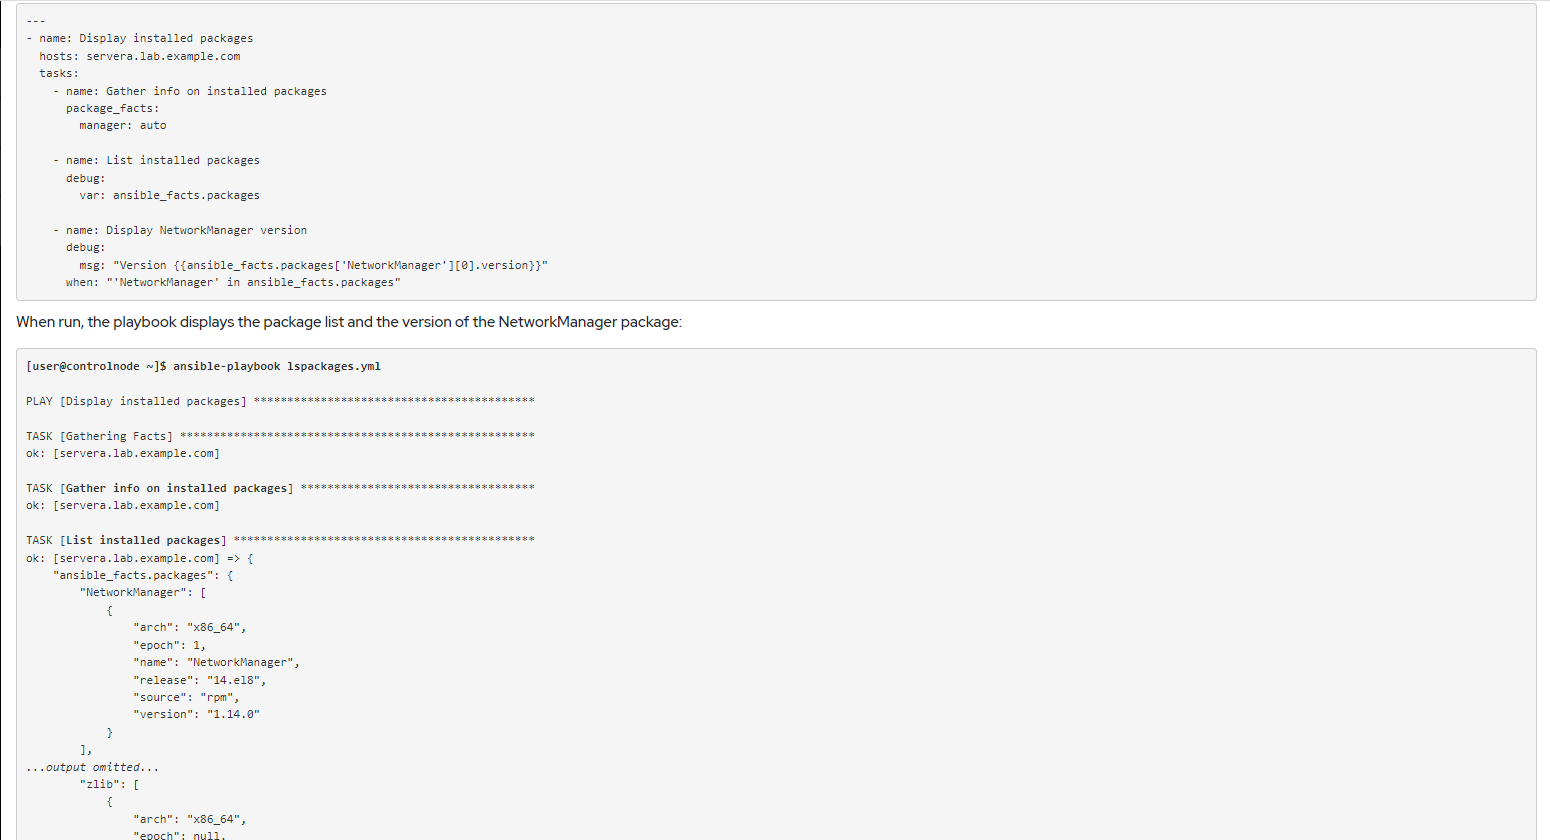 ---
- name: Display installed packages
  hosts: servera.lab.example.com
  tasks:
    - name: Gather info on installed packages
      package_facts:
        manager: auto

    - name: List installed packages
      debug:
        var: ansible_facts.packages

    - name: Display NetworkManager version
      debug:
        msg: "Version {{ansible_facts.packages['NetworkManager'][0].version}}"
      when: "'NetworkManager' in ansible_facts.packages"
When run, the playbook displays the package list and the version of the NetworkManager package:
[user@controlnode ~]$ ansible-playbook lspackages.yml

PLAY [Display installed packages] ******************************************

TASK [Gathering Facts] *****************************************************
ok: [servera.lab.example.com]

TASK [Gather info on installed packages] ***********************************
ok: [servera.lab.example.com]

TASK [List installed packages] *********************************************
ok: [servera.lab.example.com] => {
    "ansible_facts.packages": {
        "NetworkManager": [
            {
                "arch": "x86_64",
                "epoch": 1,
                "name": "NetworkManager",
                "release": "14.el8",
                "source": "rpm",
                "version": "1.14.0"
            }
        ],
...output omitted...
        "zlib": [
            {
                "arch": "x86_64",
                "epoch": null,